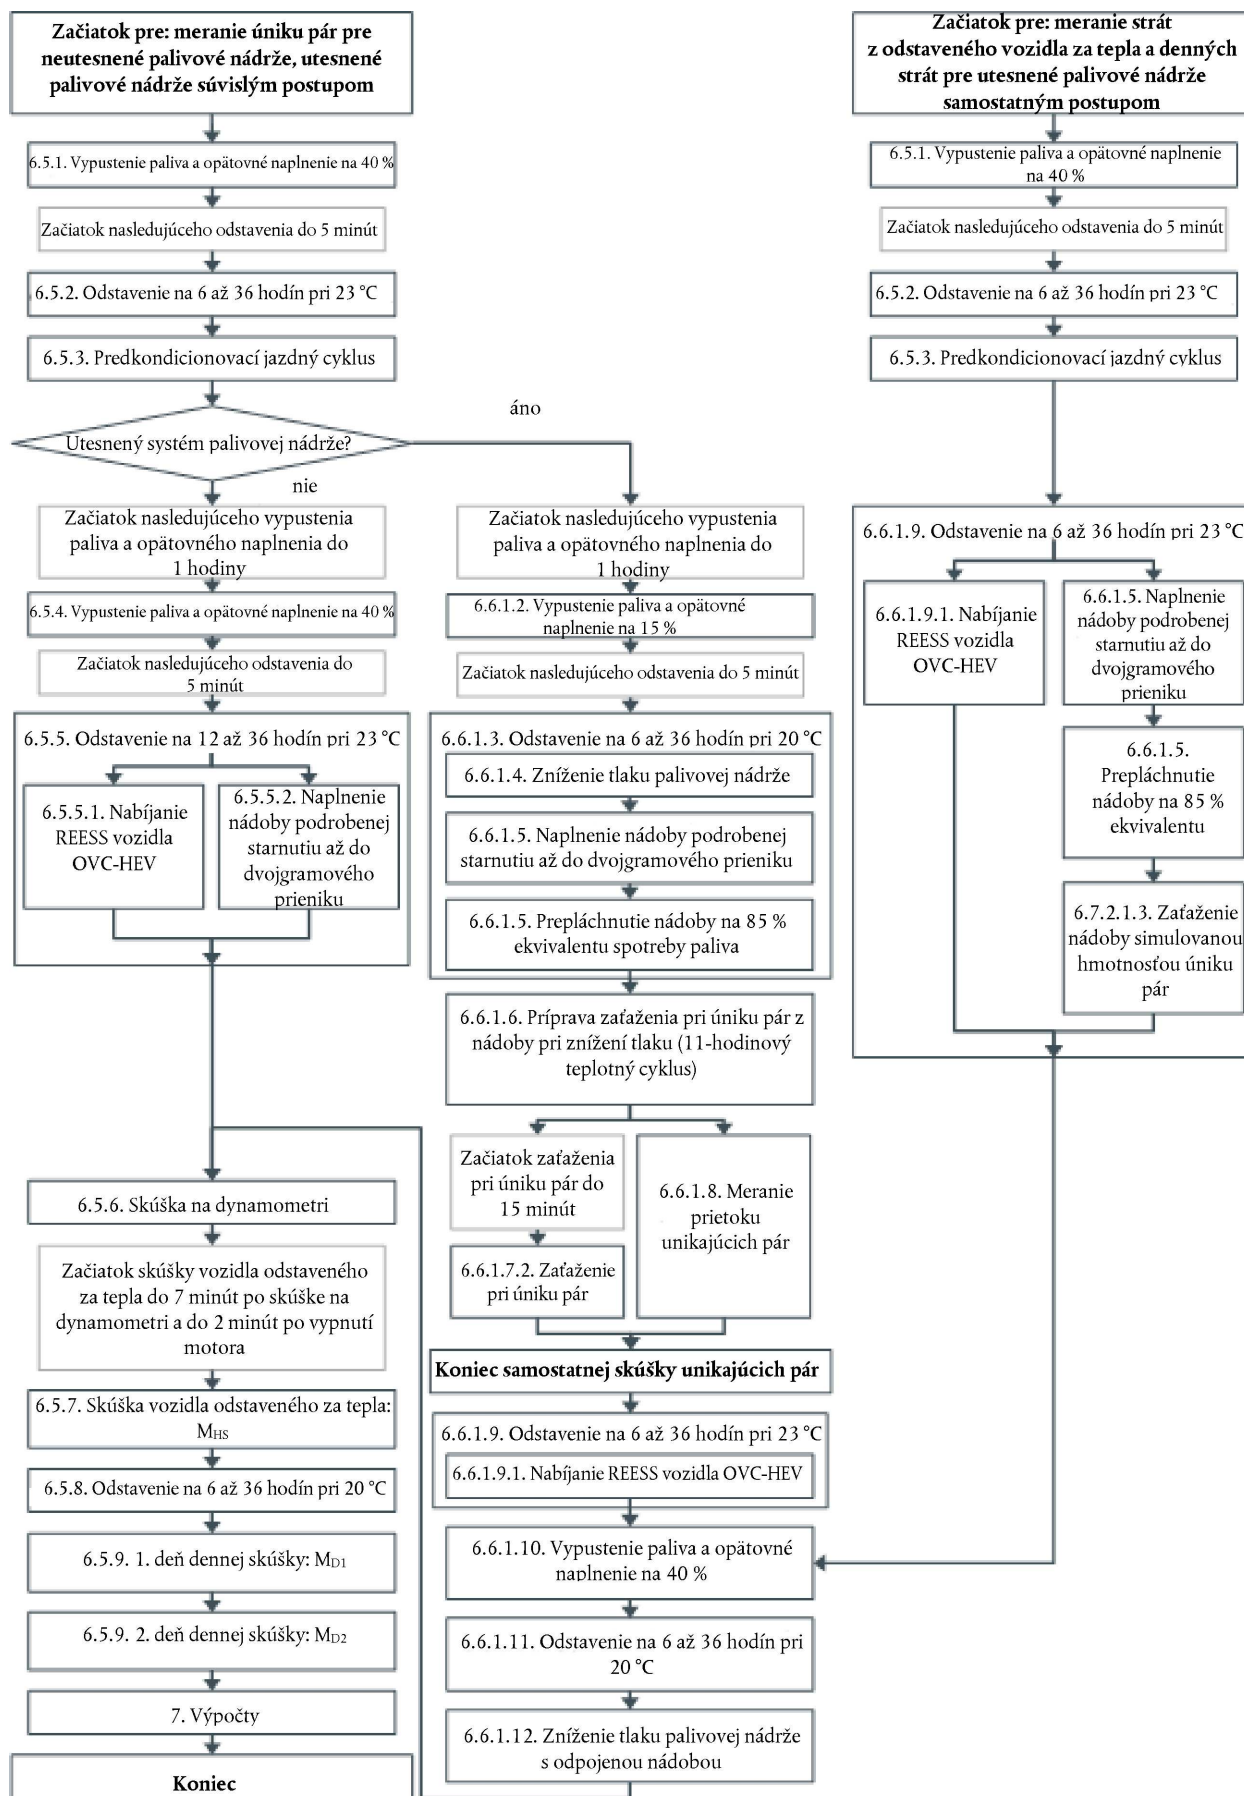 Začiatok pre: meranie úniku pár pre
neutesnené palivové nádrže, utesnené
palivové nádrže súvislým postupom
6.5.1. Vypustenie paliva a opätovné naplnenie na 40 %
Začiatok nasledujúceho odstavenia do 5 minút
6.5.2. Odstavenie na 6 až 36 hodín pri 23 °C
6.5.3. Predkondicionovací jazdný cyklus
Utesnený systém palivovej nádrže?
áno
nie
Začiatok nasledujúceho vypustenia
paliva a opätovného naplnenia do
1 hodiny
6.5.4. Vypustenie paliva a opätovné naplnenie na 40 %
Začiatok nasledujúceho odstavenia do
5 minút
6.5.5. Odstavenie na 12 až 36 hodín pri 23 °C
6.5.5.1. Nabíjanie
REESS vozidla
OVC-HEV
6.5.5.2. Naplnenie
nádoby podrobenej
starnutiu až do
dvojgramového
prieniku
6.5.6. Skúška na dynamometri
Začiatok skúšky vozidla odstaveného
za tepla do 7 minút po skúške na
dynamometri a do 2 minút po vypnutí
motora
6.5.7. Skúška vozidla odstaveného za tepla:
MHS
6.5.8. Odstavenie na 6 až 36 hodín pri 20 °C
6.5.9. 1. deň dennej skúšky: MD1
6.5.9. 2. deň dennej skúšky: MD2
7. Výpočty
Koniec
Začiatok nasledujúceho vypustenia
paliva a opätovného naplnenia do
1 hodiny
6.6.1.2. Vypustenie paliva a opätovné
naplnenie na 15 %
Začiatok nasledujúceho odstavenia do 5 minút
6.6.1.3. Odstavenie na 6 až 36 hodín pri 20 °C
6.6.1.4. Zníženie tlaku palivovej nádrže
6.6.1.5. Naplnenie nádoby podrobenej
starnutiu až do dvojgramového prieniku
6.6.1.5. Prepláchnutie nádoby na 85 %
ekvivalentu spotreby paliva
6.6.1.6. Príprava zaťaženia pri úniku pár z
nádoby pri znížení tlaku (11-hodinový
teplotný cyklus)
Začiatok zaťaženia
pri úniku pár do
15 minút
6.6.1.7.2. Zaťaženie
pri úniku pár
6.6.1.8. Meranie
prietoku
unikajúcich pár
Koniec samostatnej skúšky unikajúcich pár
6.6.1.9. Odstavenie na 6 až 36 hodín pri 23 °C
6.6.1.9.1. Nabíjanie REESS vozidla OVC-HEV
6.6.1.10. Vypustenie paliva a opätovné
naplnenie na 40 %
6.6.1.11. Odstavenie na 6 až 36 hodín pri
20 °C
6.6.1.12. Zníženie tlaku palivovej nádrže
s odpojenou nádobou
Začiatok pre: meranie strát
z odstaveného vozidla za tepla a denných
strát pre utesnené palivové nádrže
samostatným postupom
6.5.1. Vypustenie paliva a opätovné naplnenie
na 40 %
Začiatok nasledujúceho odstavenia do 5 minút
6.5.2. Odstavenie na 6 až 36 hodín pri 23 °C
6.5.3. Predkondicionovací jazdný cyklus
6.6.1.9. Odstavenie na 6 až 36 hodín pri 23 °C
6.6.1.9.1. Nabíjanie
REESS vozidla
OVC-HEV
6.6.1.5. Naplnenie
nádoby podrobenej
starnutiu až do
dvojgramového
prieniku
6.6.1.5.
Prepláchnutie
nádoby na 85 %
ekvivalentu
6.7.2.1.3. Zaťaženie
nádoby simulovanou
hmotnosťou úniku
pár